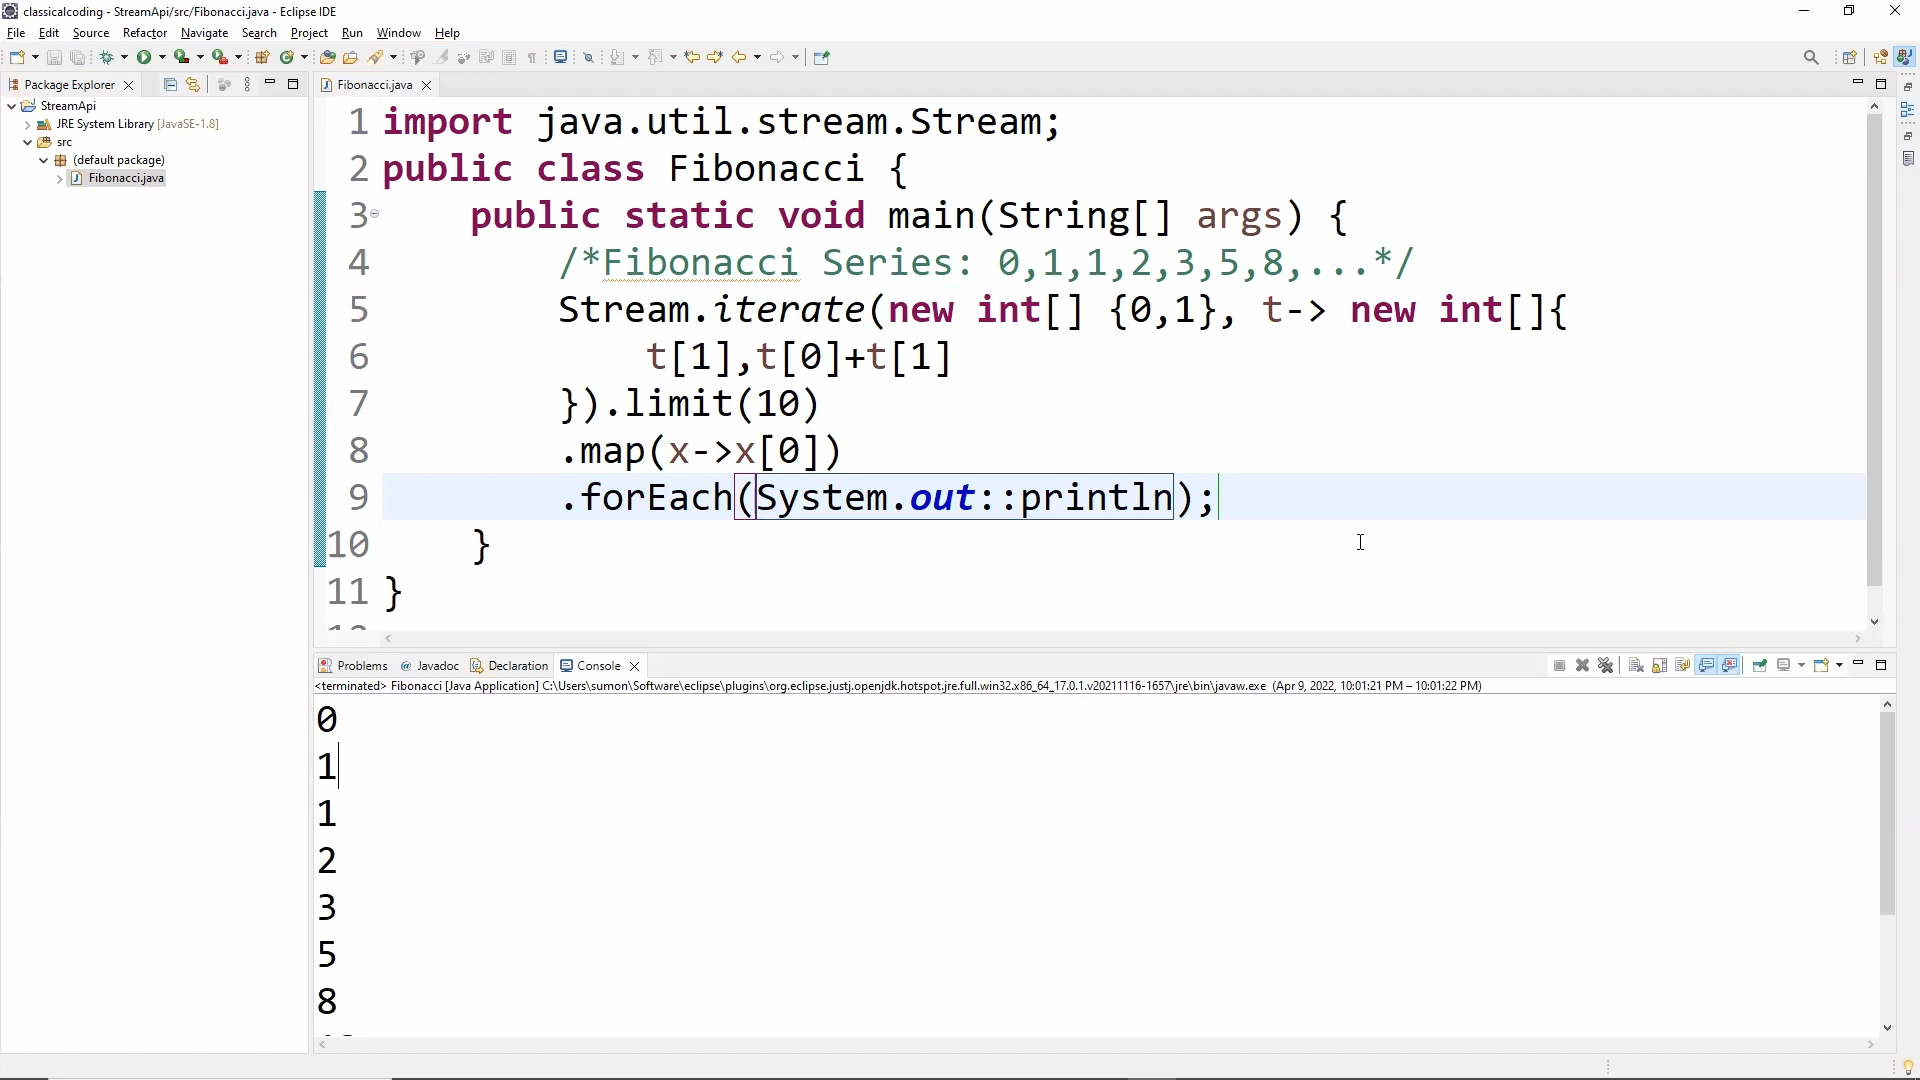 classicalcoding - StreamApi/src/Fibonacci.java - Eclipse IDE
File Edit Source Refactor Navigate Search Project Run Window Help
Package Explorer
StreamApi
JRE System Library [JavaSE-1.8]
src
(default package)
Fibonacci.java
Fibonacci.java
1 import java.util.stream.Stream;
2 public class Fibonacci {
3 public static void main(String[] args) {
4 /*Fibonacci Series: 0,1,1,2,3,5,8,...*/
5 Stream.iterate(new int[] {0,1}, t-> new int[]{
6 t[1],t[0]+t[1]
7 }).limit(10)
8 .map(x->x[0])
9 .forEach(System.out::println);
10 }
11 }
Problems @ Javadoc Declaration Console
<terminated> Fibonacci [Java Application] C:\Users\sumon\Software\eclipse\plugins\org.eclipse.justj.openjdk.hotspot.jre.full.win32.x86_64_17.0.1.v20211116-1657\jre\bin\javaw.exe (Apr 9, 2022, 10:01:21 PM – 10:01:22 PM)
0
1
1
2
3
5
8